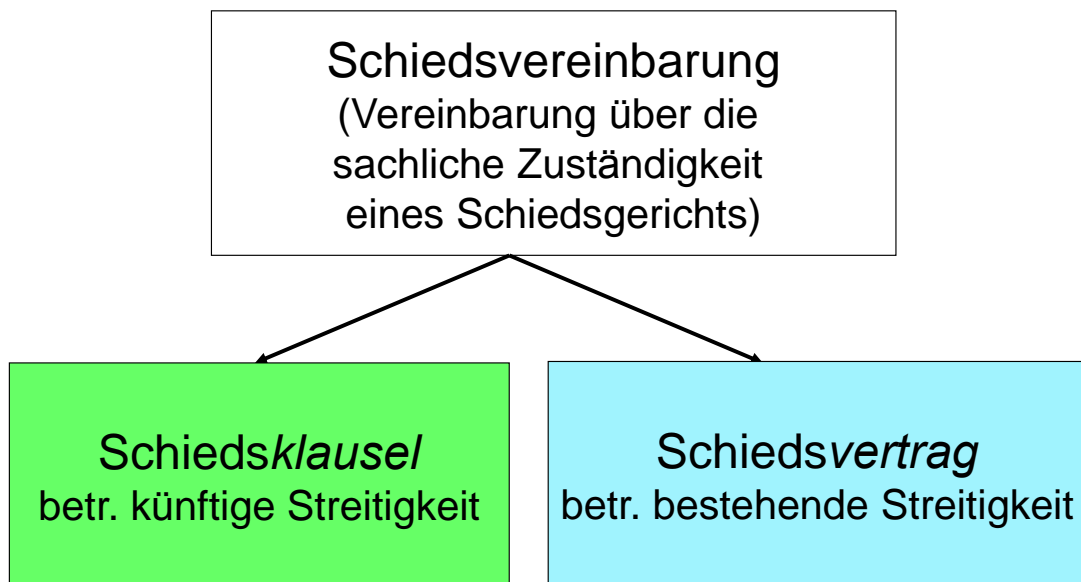 Schiedsvereinbarung
(Vereinbarung über die
sachliche Zuständigkeit
eines Schiedsgerichts)
Schiedsklausel
betr. künftige Streitigkeit
Schiedsvertrag
betr. bestehende Streitigkeit